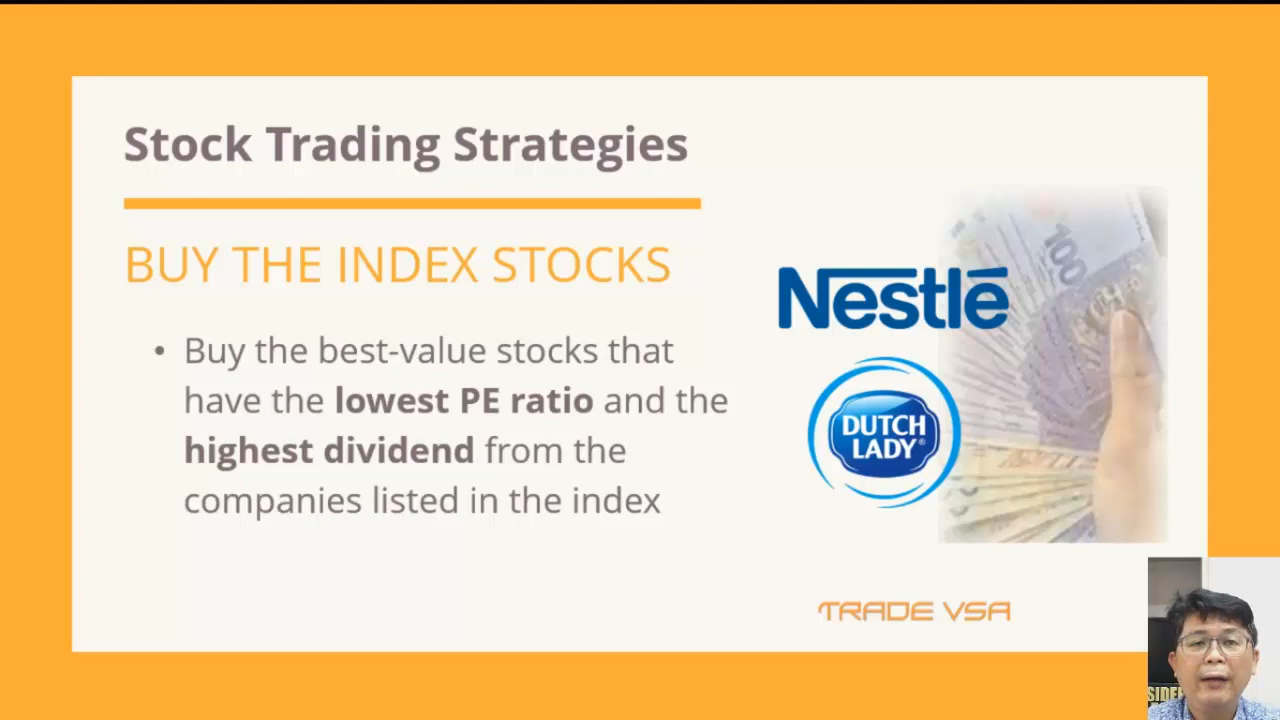 Stock Trading Strategies
BUY THE INDEX STOCKS
• Buy the best-value stocks that
have the lowest PE ratio and the
highest dividend from the
companies listed in the index
100
Nestlé
DUTCH
LADY®
TRADE VSA